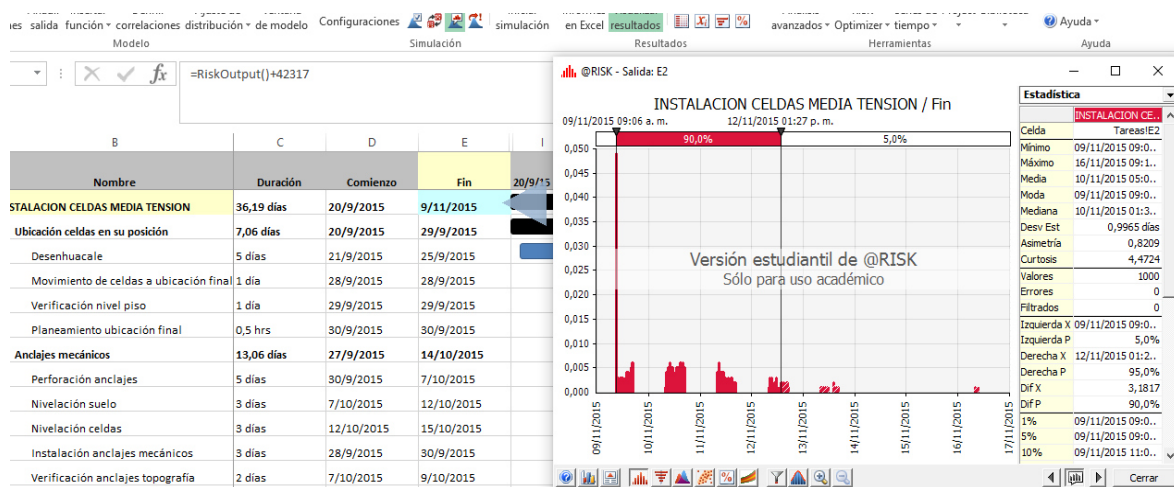 salida función correlaciones distribución de modelo Configuraciones simulación en Excel resultados avanzados Optimizer tiempo Ayuda
Modelo Simulación Resultados Herramientas Ayuda
fx =RiskOutput()+42317
B C D E I
Nombre Duración Comienzo Fin 20/9/15
STALACION CELDAS MEDIA TENSION 36,19 días 20/9/2015 9/11/2015
Ubicación celdas en su posición 7,06 días 20/9/2015 29/9/2015
Desenhuacale 5 días 21/9/2015 25/9/2015
Movimiento de celdas a ubicación final 1 día 28/9/2015 28/9/2015
Verificación nivel piso 1 día 29/9/2015 29/9/2015
Planeamiento ubicación final 0,5 hrs 30/9/2015 30/9/2015
Anclajes mecánicos 13,06 días 27/9/2015 14/10/2015
Perforación anclajes 5 días 30/9/2015 7/10/2015
Nivelación suelo 3 días 7/10/2015 12/10/2015
Nivelación celdas 3 días 12/10/2015 15/10/2015
Instalación anclajes mecánicos 3 días 28/9/2015 30/9/2015
Verificación anclajes topografía 2 días 7/10/2015 9/10/2015
@RISK - Salida: E2
INSTALACION CELDAS MEDIA TENSION / Fin
09/11/2015 09:06 a. m. 12/11/2015 01:27 p. m.
90,0% 5,0%
0,050
0,045
0,040
0,035
0,030
0,025
0,020
0,015
0,010
0,005
0,000
Versión estudiantil de @RISK
Sólo para uso académico
09/11/2015 10/11/2015 11/11/2015 12/11/2015 13/11/2015 14/11/2015 15/11/2015 16/11/2015 17/11/2015
Estadística
INSTALACION CE..
Celda Tareas!E2
Mínimo 09/11/2015 09:0..
Máximo 16/11/2015 09:1..
Media 10/11/2015 05:0..
Moda 09/11/2015 09:0..
Mediana 10/11/2015 01:3..
Desv Est 0,9965 días
Asimetría 0,8209
Curtosis 4,4724
Valores 1000
Errores 0
Filtrados 0
Izquierda X 09/11/2015 09:0..
Izquierda P 5,0%
Derecha X 12/11/2015 01:2..
Derecha P 95,0%
Dif X 3,1817
Dif P 90,0%
1% 09/11/2015 09:0..
5% 09/11/2015 09:0..
10% 09/11/2015 11:0..
Cerrar